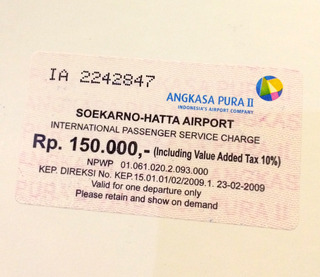 IA 2242847
ANGKASA PURA II
INDONESIA'S AIRPORT COMPANY
SOEKARNO-HATTA AIRPORT
INTERNATIONAL PASSENGER SERVICE CHARGE
Rp. 150.000,- (Including Value Added Tax 10%)
NPWP 01.061.020.2.093.000
KEP. DIREKSI No. KEP.15.01.01/02/2009.1. 23-02-2009
Valid for one departure only
Please retain and show on demand